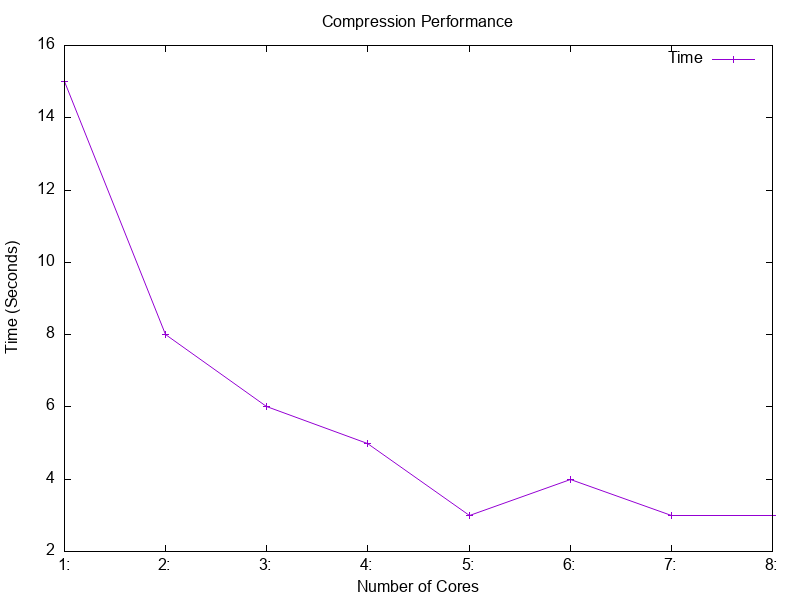 Compression Performance
Time
16
14
12
10
8
6
4
2
Time (Seconds)
1: 2: 3: 4: 5: 6: 7: 8:
Number of Cores